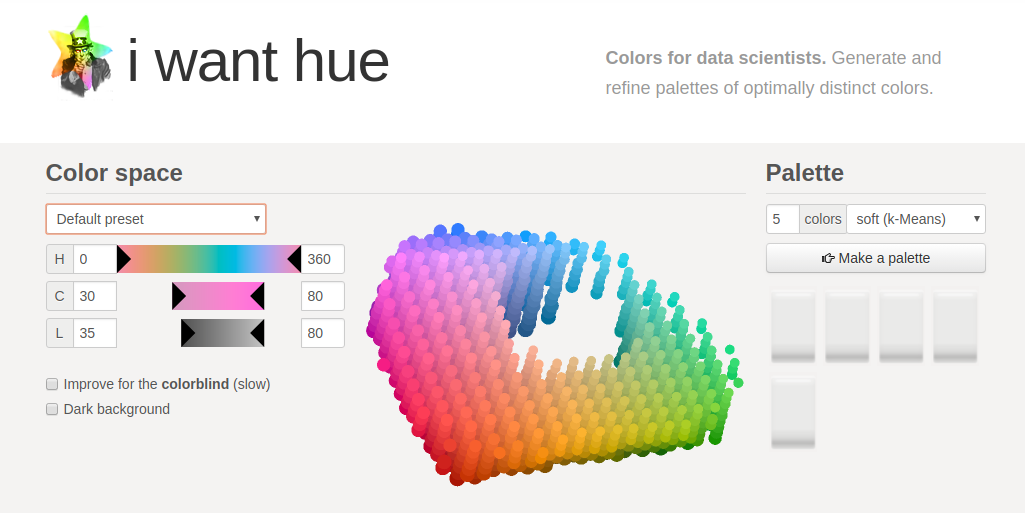 i want hue
Colors for data scientists. Generate and
refine palettes of optimally distinct colors.
Color space
Default preset
H 0 360
C 30 80
L 35 80
Improve for the colorblind (slow)
Dark background
Palette
5 colors soft (k-Means)
Make a palette